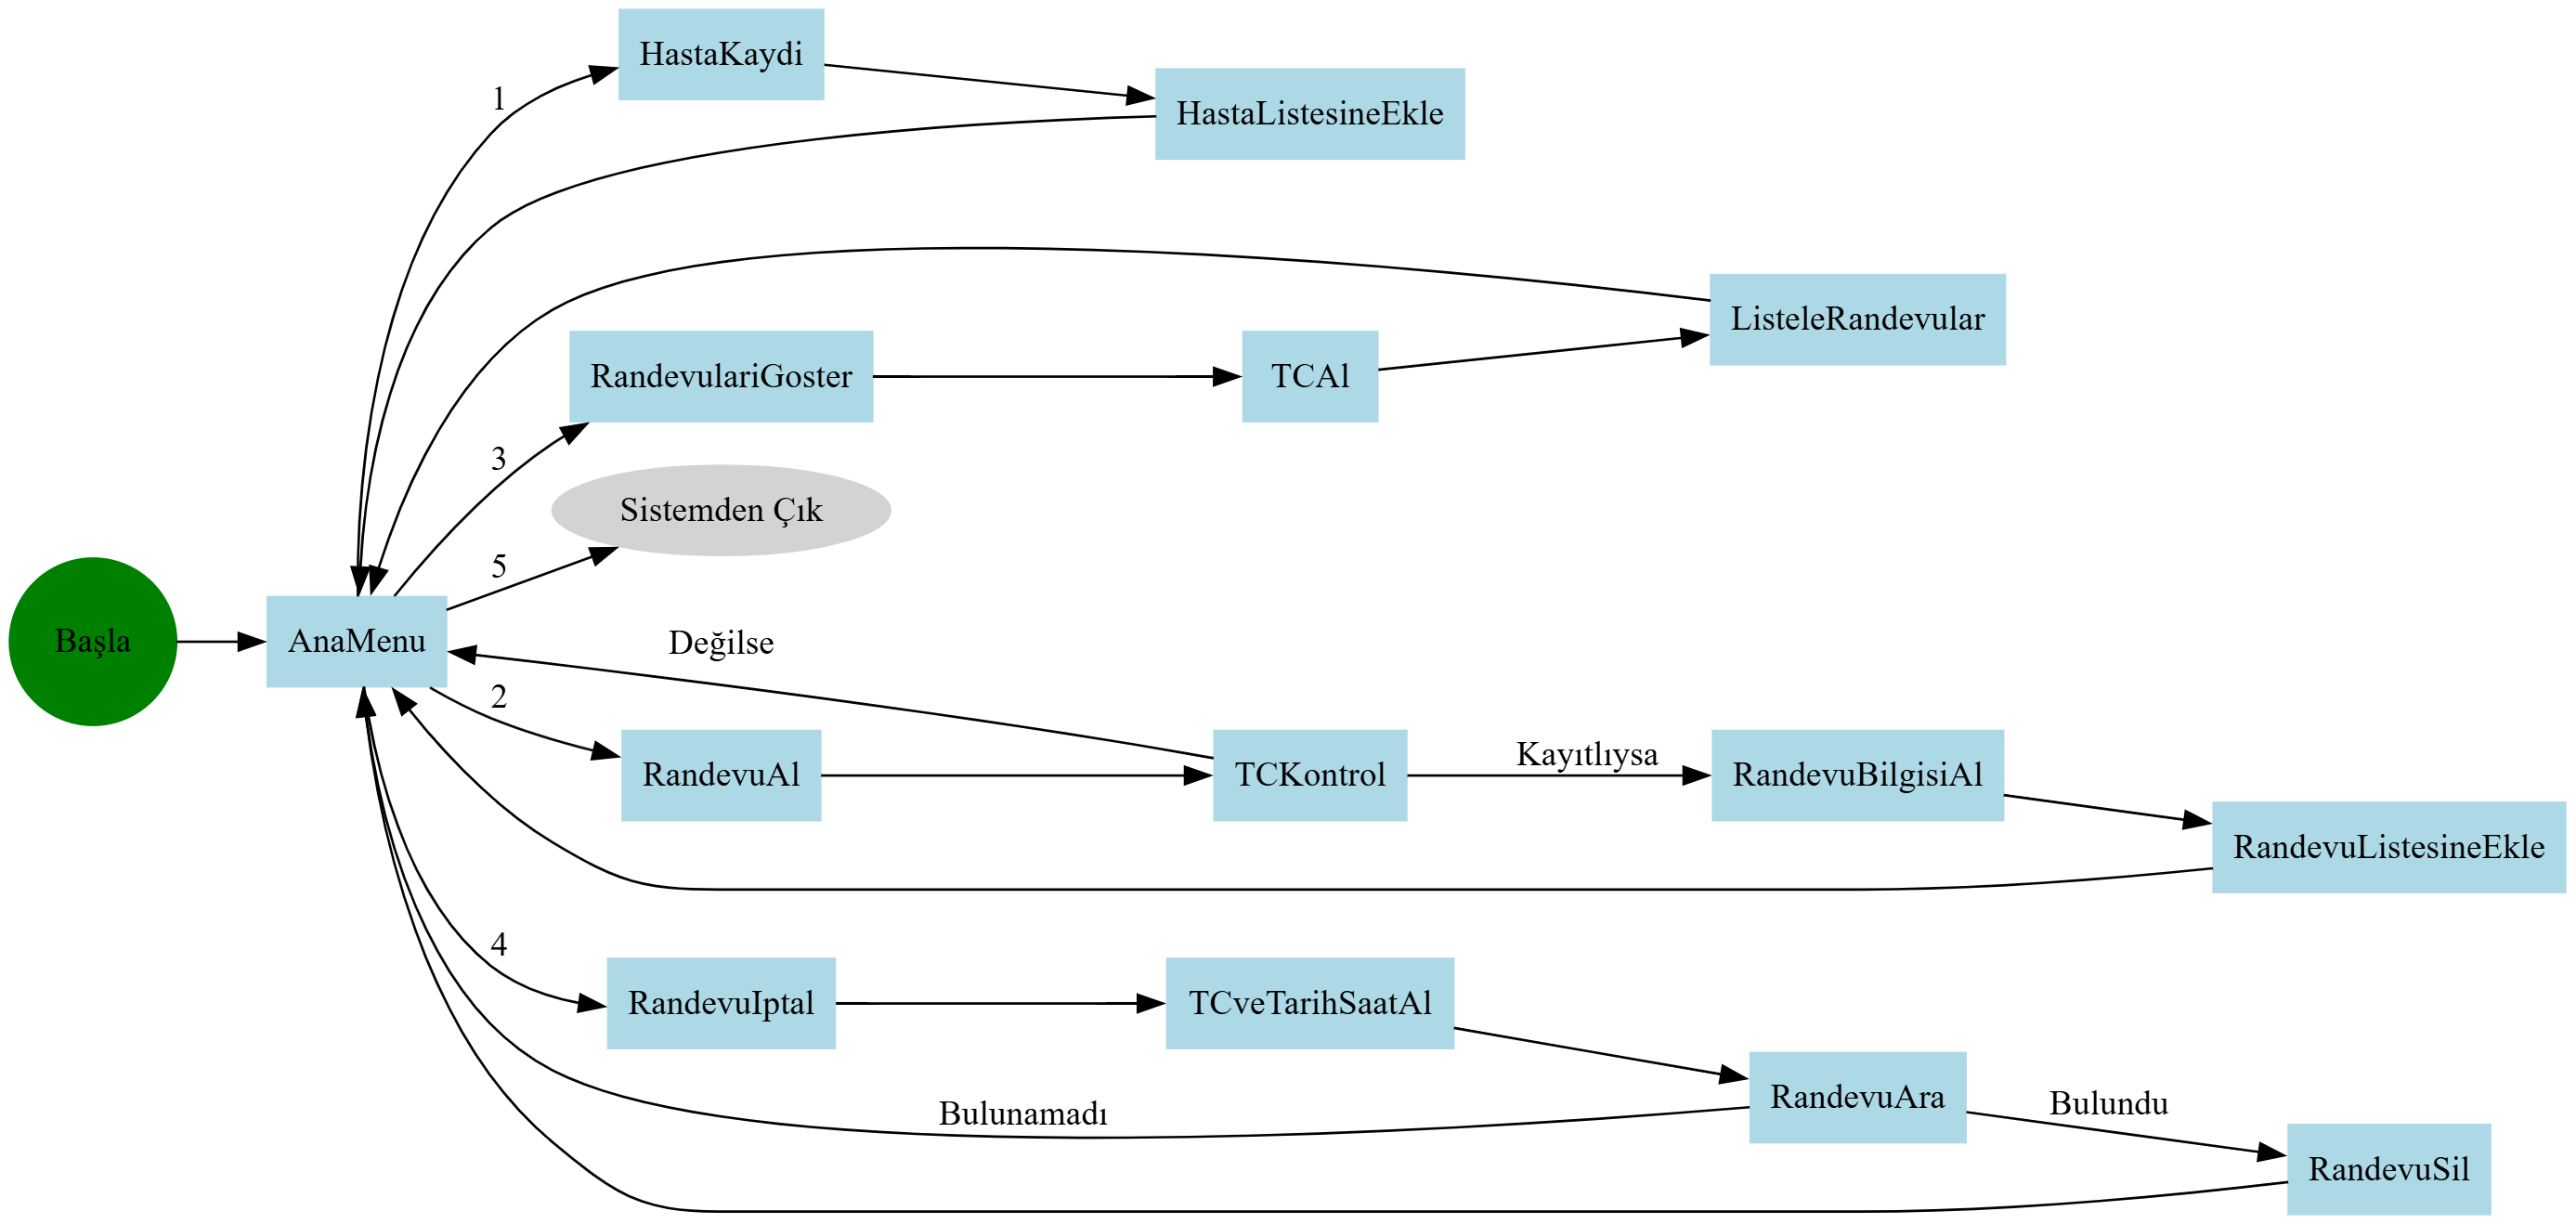 HastaKaydi
1
HastaListesineEkle
ListeleRandevular
RandevulariGoster
TCAl
3
Sistemden Çık
5
Başla
AnaMenu
Değilse
2
RandevuAl
TCKontrol
Kayıtlıysa
RandevuBilgisiAl
RandevuListesineEkle
4
RandevuIptal
TCveTarihSaatAl
RandevuAra
Bulunamadı
Bulundu
RandevuSil